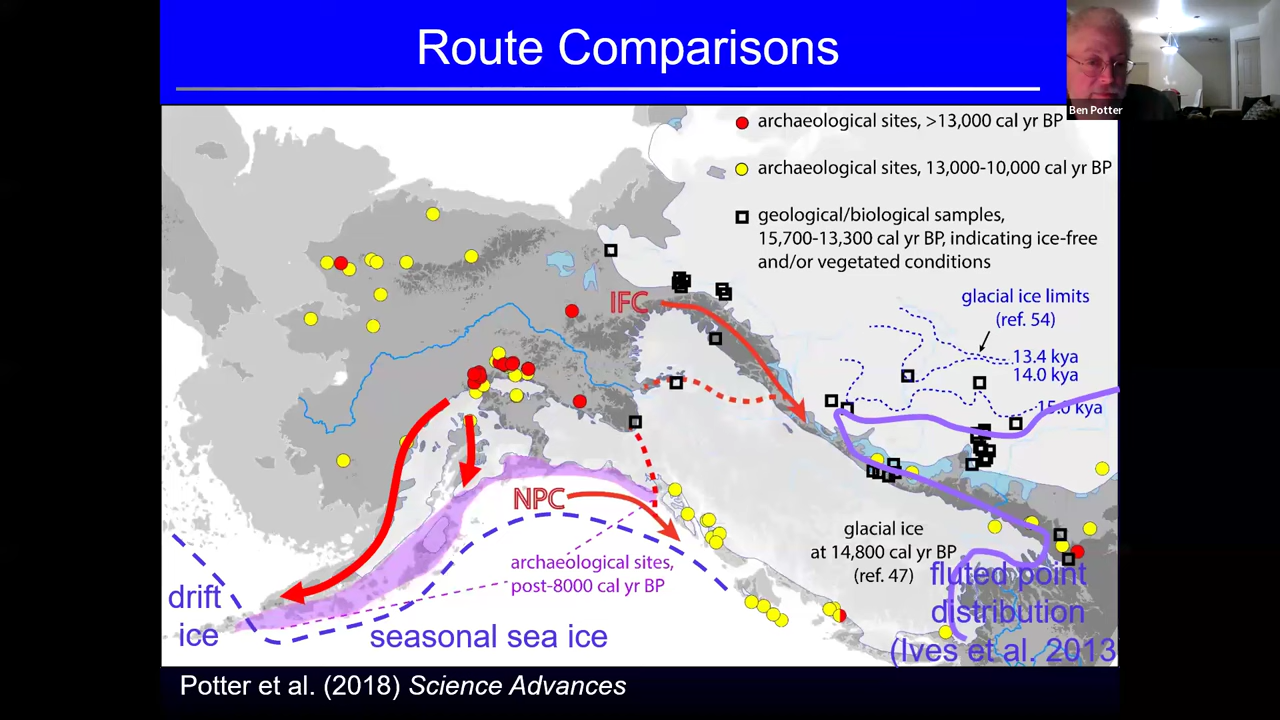 Route Comparisons
Ben Potter
archaeological sites, >13,000 cal yr BP
archaeological sites, 13,000-10,000 cal yr BP
geological/biological samples,
15,700-13,300 cal yr BP, indicating ice-free
and/or vegetated conditions
glacial ice limits
(ref. 54)
IFC
13.4 kya
14.0 kya
15.0 kya
NPC
glacial ice
at 14,800 cal yr BP
(ref. 47)
archaeological sites,
post-8000 cal yr BP
fluted point
distribution
(Ives et al. 2013
drift
ice
seasonal sea ice
Potter et al. (2018) Science Advances